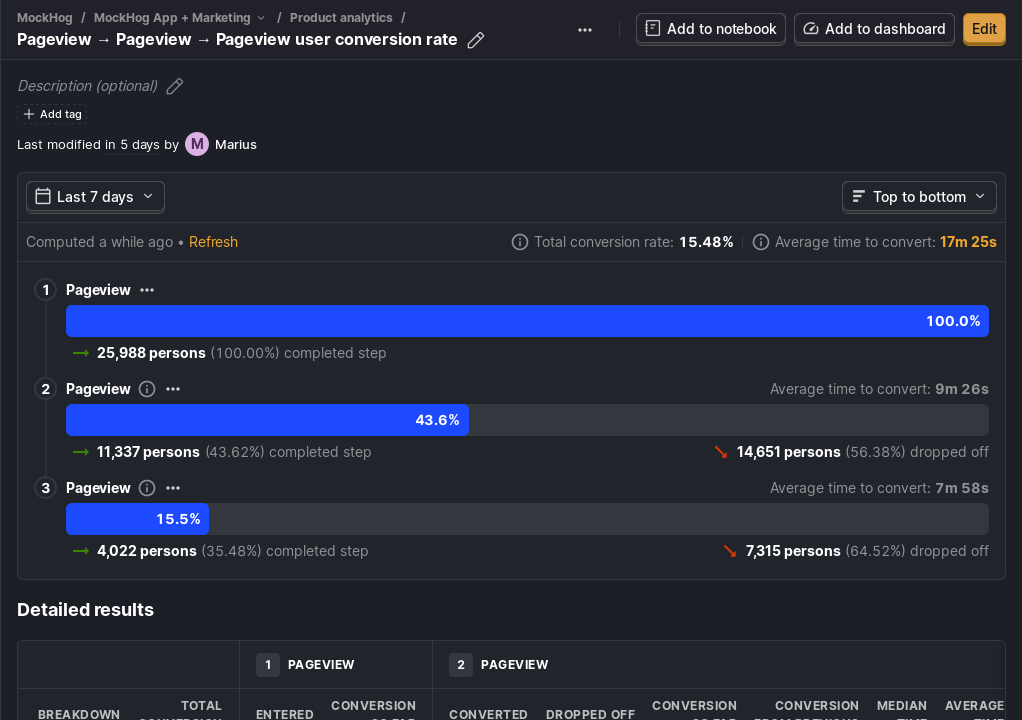 MockHog / MockHog App + Marketing / Product analytics /
Pageview → Pageview → Pageview user conversion rate
Add to notebook
Add to dashboard
Edit
Description (optional)
Add tag
Last modified in 5 days by M Marius
Last 7 days
Top to bottom
Computed a while ago • Refresh
Total conversion rate: 15.48%
Average time to convert: 17m 25s
1 Pageview
100.0%
→ 25,988 persons (100.00%) completed step
2 Pageview
Average time to convert: 9m 26s
43.6%
→ 11,337 persons (43.62%) completed step
14,651 persons (56.38%) dropped off
3 Pageview
Average time to convert: 7m 58s
15.5%
→ 4,022 persons (35.48%) completed step
7,315 persons (64.52%) dropped off
Detailed results
1 PAGEVIEW
2 PAGEVIEW
TOTAL
CONVERSION
CONVERSION
CONVERSION
MEDIAN
AVERAGE
BREAKDOWN
ENTERED
CONVERTED
DROPPED OFF